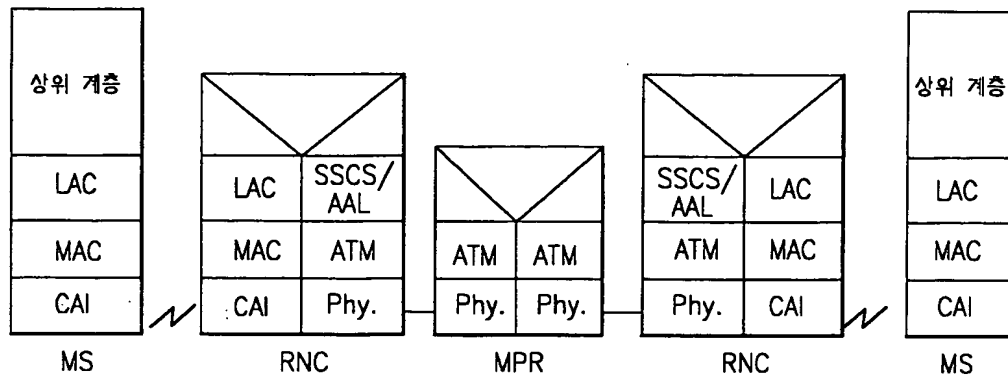 상위 계층
LAC
MAC
CAI
MS
LAC
SSCS/
AAL
MAC
ATM
CAI
Phy.
RNC
ATM
ATM
Phy.
Phy.
MPR
SSCS/
AAL
LAC
ATM
MAC
Phy.
CAI
RNC
상위 계층
LAC
MAC
CAI
MS